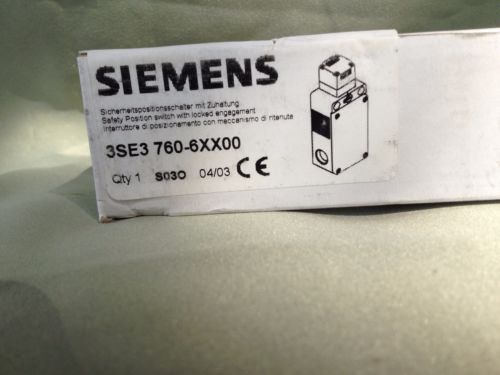 SIEMENS
Sicherheitspositionsschalter mit Zuhaltung
Safety Position switch with locked engagement
Interruttore di posizionamento con meccanismo di ritenuta
3SE3 760-6XX00
Qty 1 S03O 04/03 CE